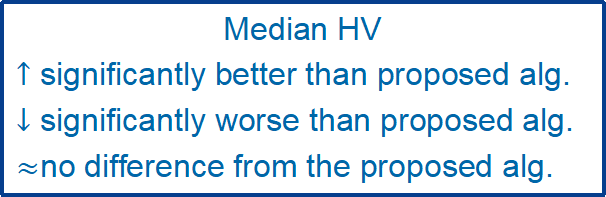 Median HV
↑ significantly better than proposed alg.
↓ significantly worse than proposed alg.
≈no difference from the proposed alg.